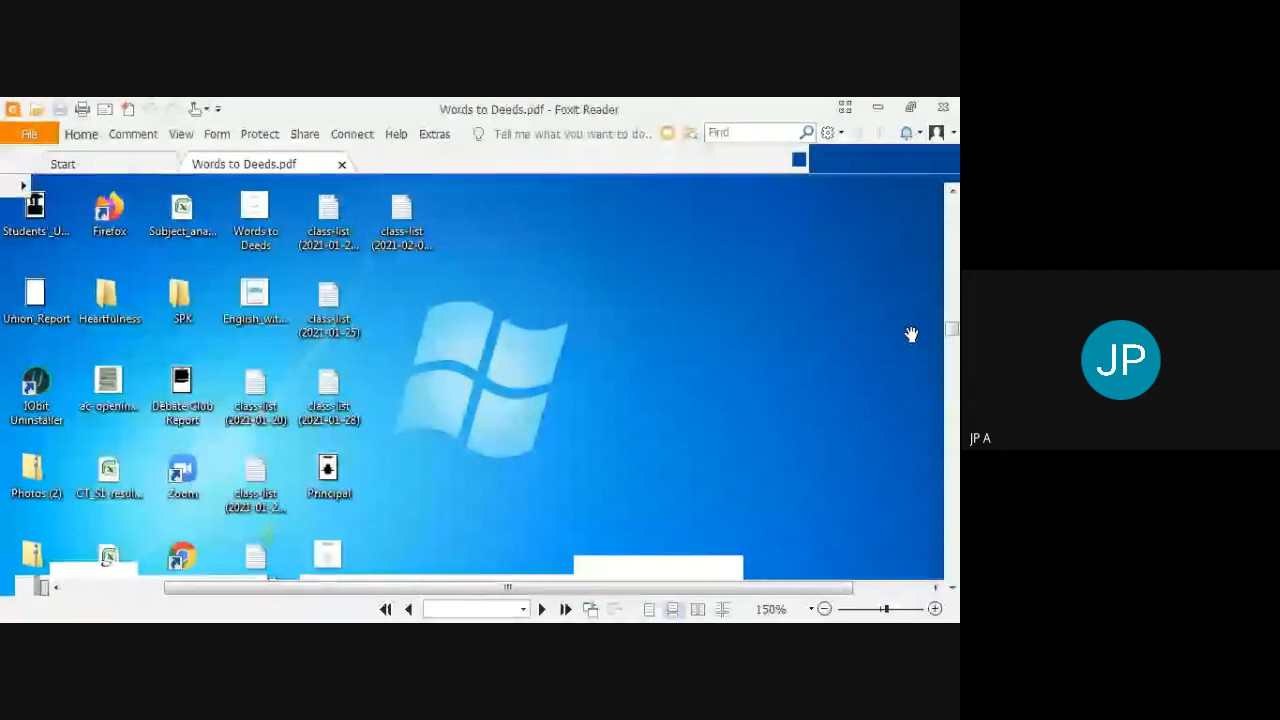 Words to Deeds.pdf - Foxit Reader
File Home Comment View Form Protect Share Connect Help Extras Tell me what you want to do.. Find
Start Words to Deeds.pdf
Students'_U... Firefox Subject_ana... Words to Deeds class-list (2021-01-2... class-list (2021-02-0...
Union_Report Heartfulness SPK English_wit... class-list (2021-01-25)
IObit Uninstaller ac-openin... Debate Club Report class-list (2021-01-20) class-list (2021-01-28)
Photos (2) CT_S1 resul... Zoom class-list (2021-01-2... Principal
150%
JP
JP A